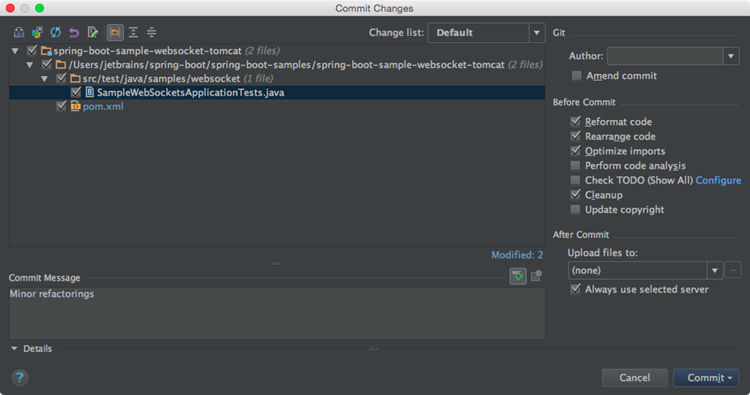 Commit Changes
Change list: Default
spring-boot-sample-websocket-tomcat (2 files)
/Users/jetbrains/spring-boot/spring-boot-samples/spring-boot-sample-websocket-tomcat (2 files)
src/test/java/samples/websocket (1 file)
SampleWebSocketsApplicationTests.java
pom.xml
Modified: 2
Commit Message
Minor refactorings
Details
Git
Author:
Amend commit
Before Commit
Reformat code
Rearrange code
Optimize imports
Perform code analysis
Check TODO (Show All) Configure
Cleanup
Update copyright
After Commit
Upload files to:
(none)
...
Always use selected server
?
Cancel
Commit